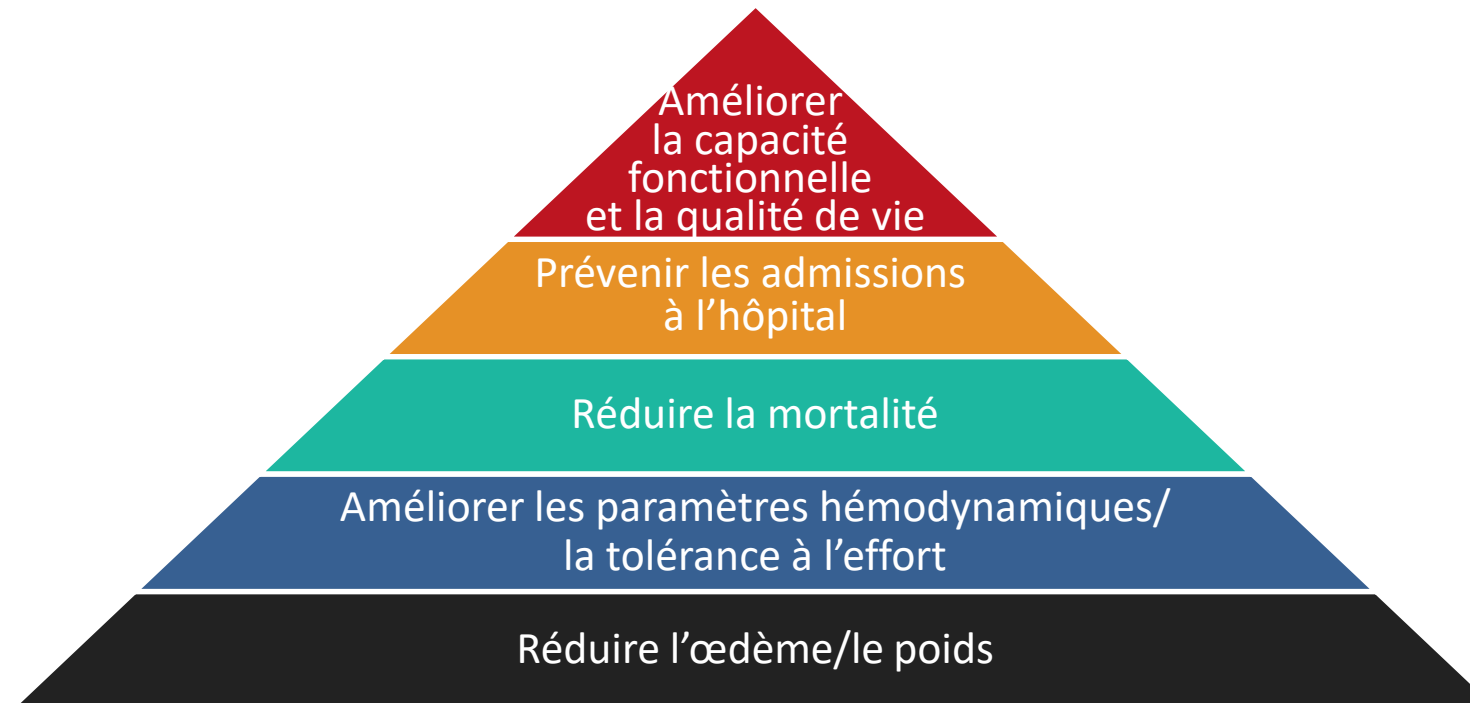 Améliorer
la capacité
fonctionnelle
et la qualité de vie
Prévenir les admissions
à l’hôpital
Réduire la mortalité
Améliorer les paramètres hémodynamiques/
la tolérance à l’effort
Réduire l’œdème/le poids